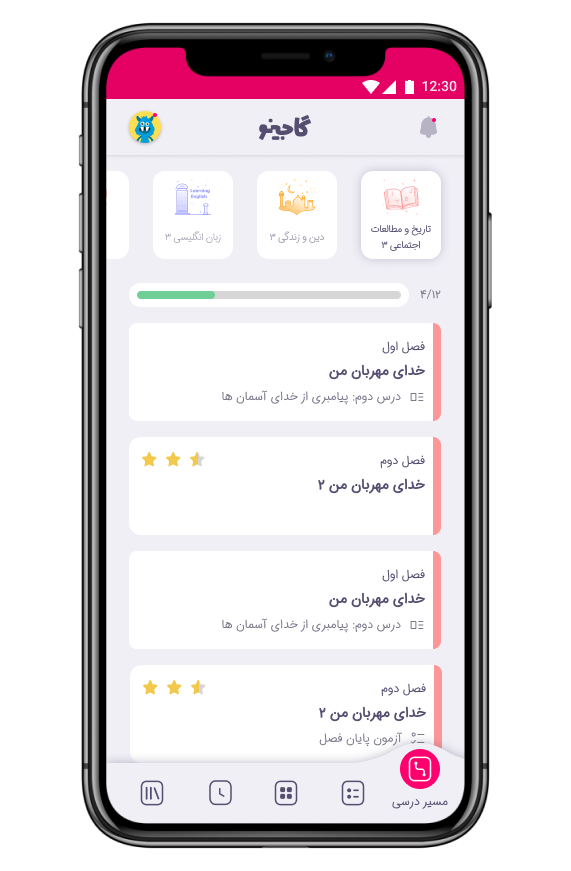 12:30
گاجینو
تاریخ و مطالعات
اجتماعی ۳
دین و زندگی ۳
Learning
English
زبان انگلیسی ۳
۴/۱۲
فصل اول
خدای مهربان من
درس دوم: پیامبری از خدای آسمان ها
فصل دوم
خدای مهربان من ۲
فصل اول
خدای مهربان من
درس دوم: پیامبری از خدای آسمان ها
فصل دوم
خدای مهربان من ۲
آزمون پایان فصل
مسیر درسی